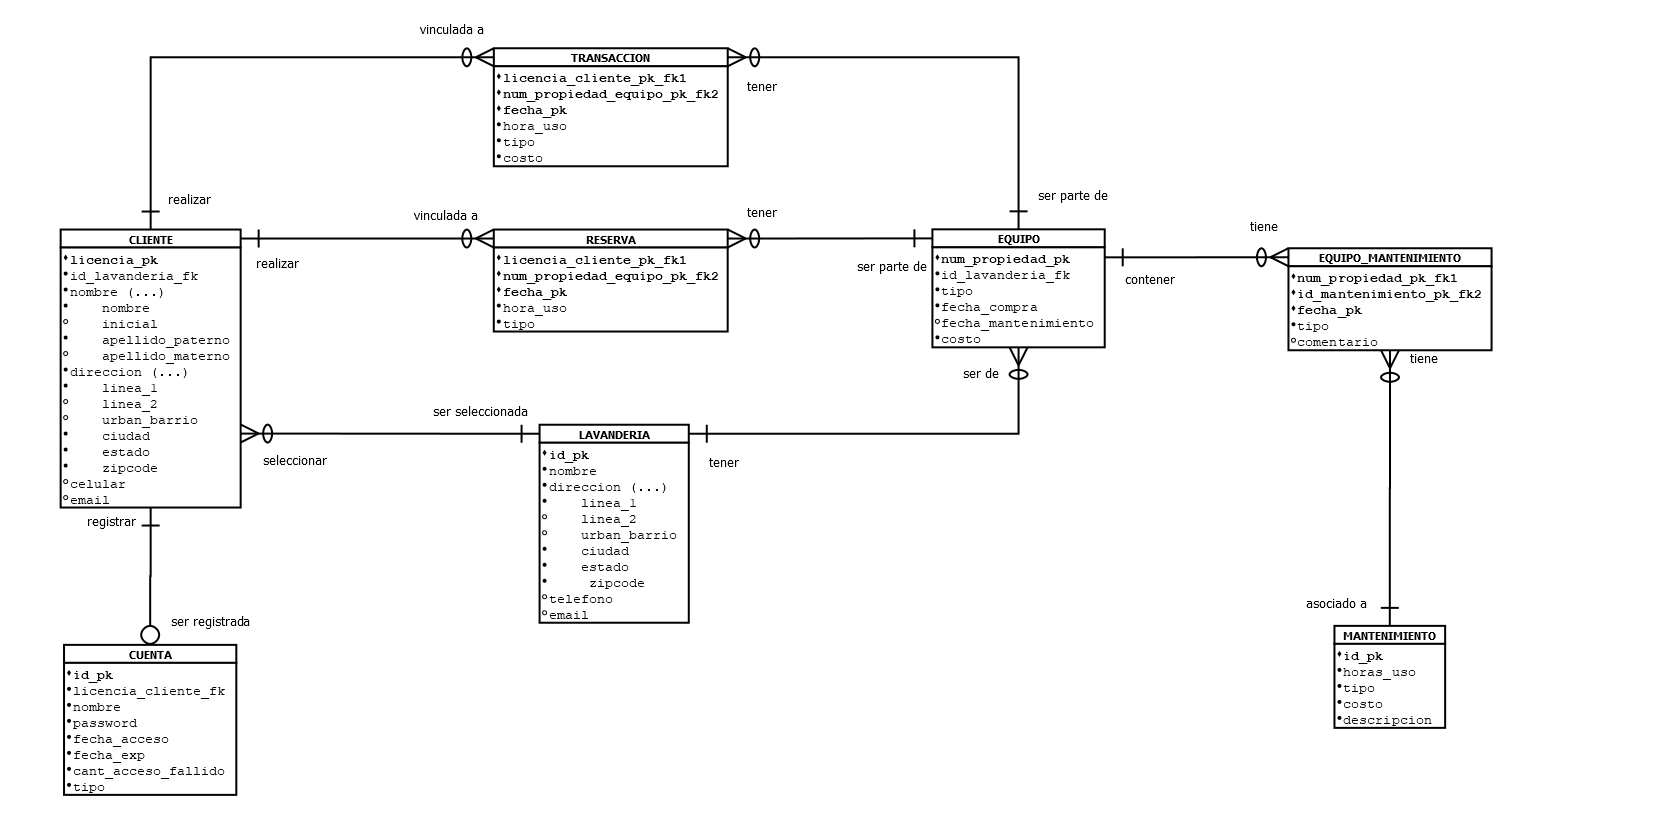 vinculada a
TRANSACCION
licencia_cliente_pk_fk1
num_propiedad_equipo_pk_fk2
fecha_pk
hora_uso
tipo
costo
tener
realizar
ser parte de
vinculada a
tener
CLIENTE
licencia_pk
id_lavanderia_fk
nombre (...)
nombre
inicial
apellido_paterno
apellido_materno
direccion (...)
linea_1
linea_2
urban_barrio
ciudad
estado
zipcode
celular
email
realizar
RESERVA
licencia_cliente_pk_fk1
num_propiedad_equipo_pk_fk2
fecha_pk
hora_uso
tipo
ser parte de
EQUIPO
num_propiedad_pk
id_lavanderia_fk
tipo
fecha_compra
fecha_mantenimiento
costo
contener
tiene
EQUIPO_MANTENIMIENTO
num_propiedad_pk_fk1
id_mantenimiento_pk_fk2
fecha_pk
tipo
comentario
tiene
ser de
ser seleccionada
seleccionar
LAVANDERIA
id_pk
nombre
direccion (...)
linea_1
linea_2
urban_barrio
ciudad
estado
zipcode
telefono
email
tener
registrar
ser registrada
CUENTA
id_pk
licencia_cliente_fk
nombre
password
fecha_acceso
fecha_exp
cant_acceso_fallido
tipo
asociado a
MANTENIMIENTO
id_pk
horas_uso
tipo
costo
descripcion